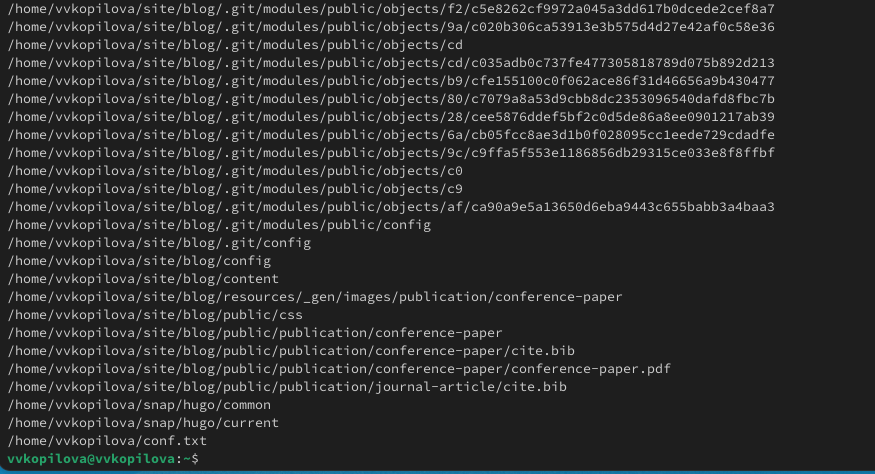 /home/vvkopilova/site/blog/.git/modules/public/objects/f2/c5e8262cf9972a045a3dd617b0dcede2cef8a7
/home/vvkopilova/site/blog/.git/modules/public/objects/9a/c020b306ca53913e3b575d4d27e42af0c58e36
/home/vvkopilova/site/blog/.git/modules/public/objects/cd
/home/vvkopilova/site/blog/.git/modules/public/objects/cd/c035adb0c737fe477305818789d075b892d213
/home/vvkopilova/site/blog/.git/modules/public/objects/b9/cfe155100c0f062ace86f31d46656a9b430477
/home/vvkopilova/site/blog/.git/modules/public/objects/80/c7079a8a53d9cbb8dc2353096540dafd8fbc7b
/home/vvkopilova/site/blog/.git/modules/public/objects/28/cee5876ddef5bf2c0d5de86a8ee0901217ab39
/home/vvkopilova/site/blog/.git/modules/public/objects/6a/cb05fcc8ae3d1b0f028095cc1eede729cdadfe
/home/vvkopilova/site/blog/.git/modules/public/objects/9c/c9ffa5f553e1186856db29315ce033e8f8ffbf
/home/vvkopilova/site/blog/.git/modules/public/objects/c0
/home/vvkopilova/site/blog/.git/modules/public/objects/c9
/home/vvkopilova/site/blog/.git/modules/public/objects/af/ca90a9e5a13650d6eba9443c655babb3a4baa3
/home/vvkopilova/site/blog/.git/modules/public/config
/home/vvkopilova/site/blog/.git/config
/home/vvkopilova/site/blog/config
/home/vvkopilova/site/blog/content
/home/vvkopilova/site/blog/resources/_gen/images/publication/conference-paper
/home/vvkopilova/site/blog/public/css
/home/vvkopilova/site/blog/public/publication/conference-paper
/home/vvkopilova/site/blog/public/publication/conference-paper/cite.bib
/home/vvkopilova/site/blog/public/publication/conference-paper/conference-paper.pdf
/home/vvkopilova/site/blog/public/publication/journal-article/cite.bib
/home/vvkopilova/snap/hugo/common
/home/vvkopilova/snap/hugo/current
/home/vvkopilova/conf.txt
vvkopilova@vvkopilova:~$